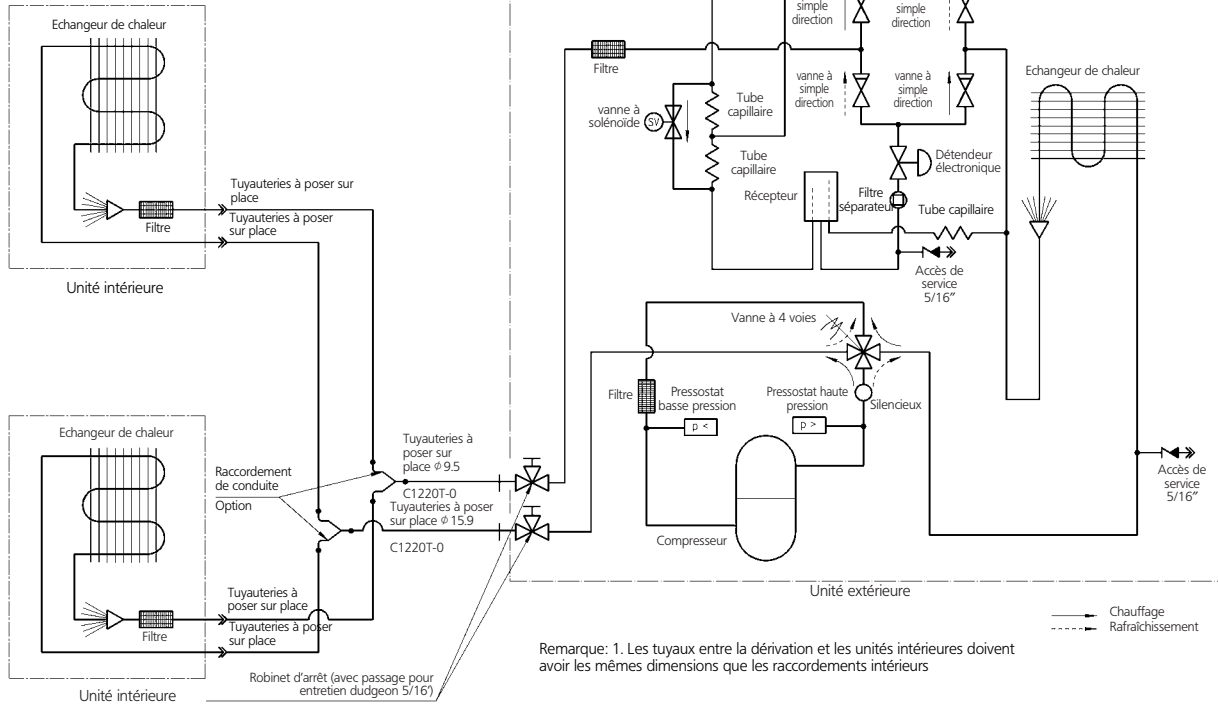 Echangeur de chaleur
Tuyauteries à poser sur
place
Tuyauteries à poser
sur place
Filtre
Unité intérieure
Echangeur de chaleur
Raccordement
de conduite
Option
Tuyauteries à
poser sur
place ϕ 9.5
C1220T-0
Tuyauteries à poser
sur place ϕ 15.9
C1220T-0
Tuyauteries à
poser sur place
Tuyauteries à poser
sur place
Filtre
Unité intérieure
Robinet d'arrêt (avec passage pour
entretien dudgeon 5/16')
Filtre
simple
direction
simple
direction
vanne à
simple
direction
vanne à
simple
direction
Echangeur de chaleur
vanne à
solénoïde
SV
Tube
capillaire
Tube
capillaire
Détendeur
électronique
Récepteur
Filtre
séparateur
Tube capillaire
Accès de
service
5/16"
Vanne à 4 voies
Filtre
Pressostat
basse pression
p <
Pressostat haute
pression
p >
Silencieux
Compresseur
Accès de
service
5/16"
Unité extérieure
Chauffage
Rafraîchissement
Remarque: 1. Les tuyaux entre la dérivation et les unités intérieures doivent
avoir les mêmes dimensions que les raccordements intérieurs